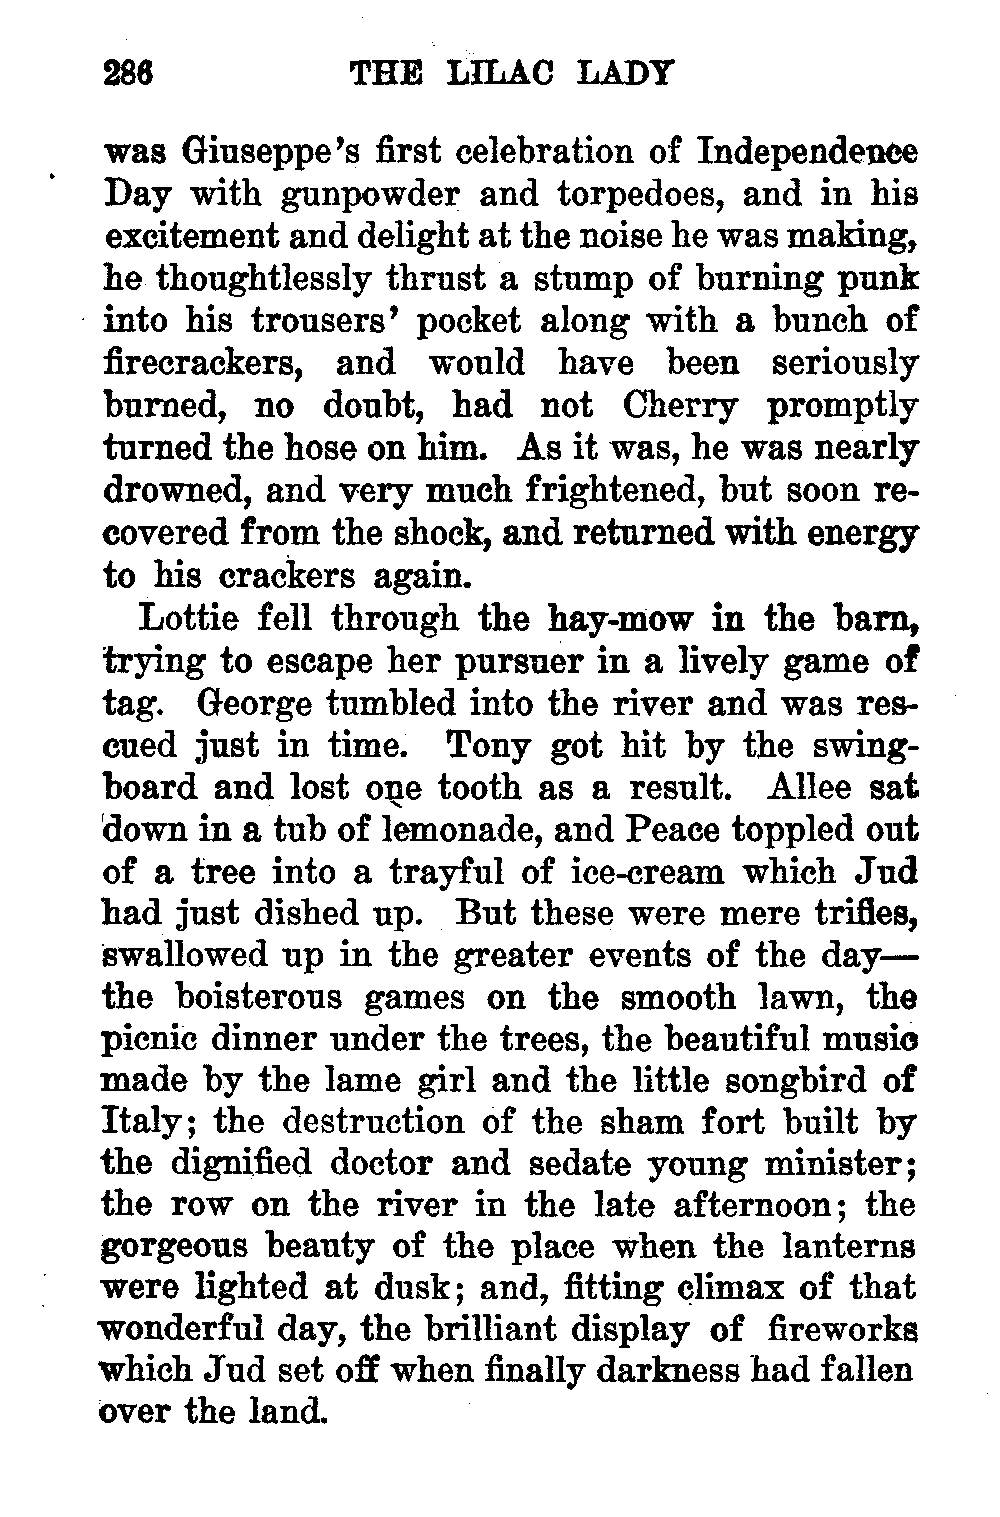 286 THE LILAC LADY
was Giuseppe's first celebration of Independence
Day with gunpowder and torpedoes, and in his
excitement and delight at the noise he was making,
he thoughtlessly thrust a stump of burning punk
into his trousers' pocket along with a bunch of
firecrackers, and would have been seriously
burned, no doubt, had not Cherry promptly
turned the hose on him. As it was, he was nearly
drowned, and very much frightened, but soon re-
covered from the shock, and returned with energy
to his crackers again.
Lottie fell through the hay-mow in the barn,
trying to escape her pursuer in a lively game of
tag. George tumbled into the river and was res-
cued just in time. Tony got hit by the swing-
board and lost one tooth as a result. Allee sat
down in a tub of lemonade, and Peace toppled out
of a tree into a trayful of ice-cream which Jud
had just dished up. But these were mere trifles,
swallowed up in the greater events of the day—
the boisterous games on the smooth lawn, the
picnic dinner under the trees, the beautiful music
made by the lame girl and the little songbird of
Italy; the destruction of the sham fort built by
the dignified doctor and sedate young minister;
the row on the river in the late afternoon; the
gorgeous beauty of the place when the lanterns
were lighted at dusk; and, fitting climax of that
wonderful day, the brilliant display of fireworks
which Jud set off when finally darkness had fallen
over the land.